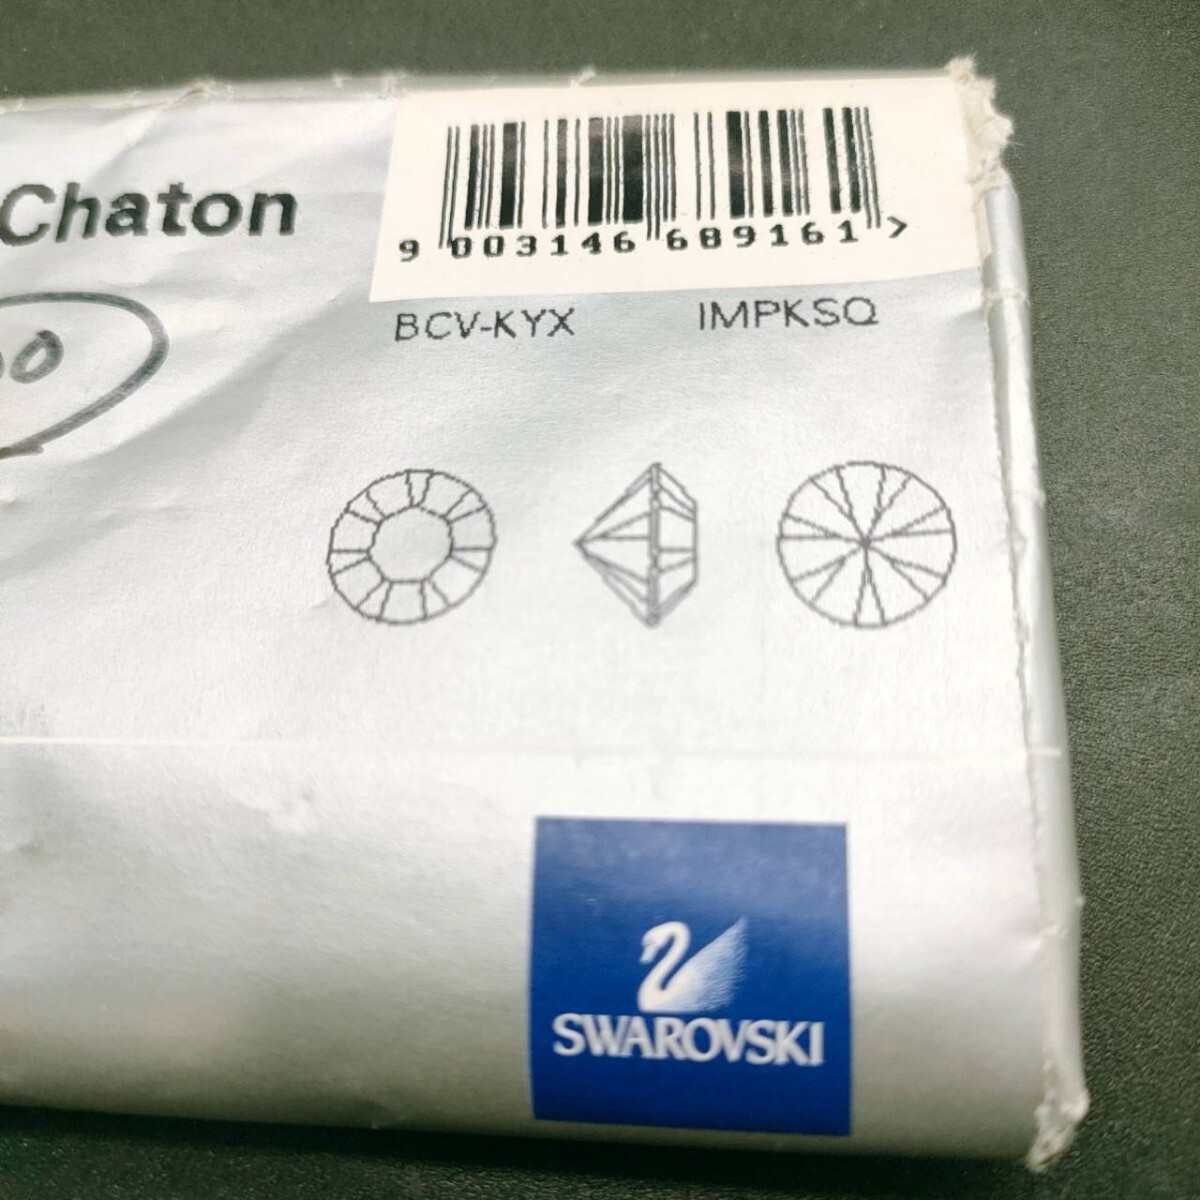 Chaton
9 003146 689161 >
BCV-KYX IMPKSQ
SWAROVSKI